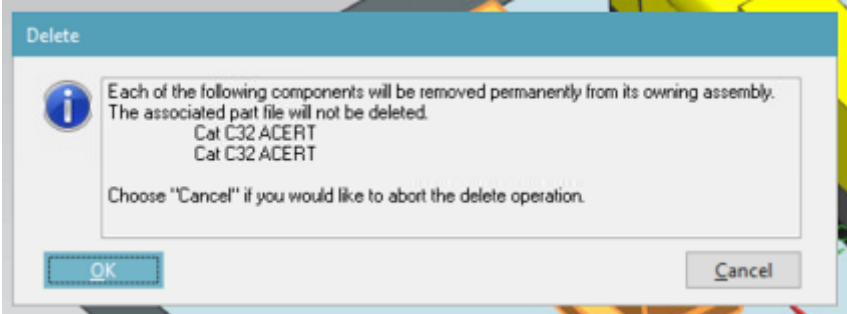 Delete
Each of the following components will be removed permanently from its owning assembly.
The associated part file will not be deleted.
Cat C32 ACERT
Cat C32 ACERT
Choose "Cancel" if you would like to abort the delete operation.
OK
Cancel